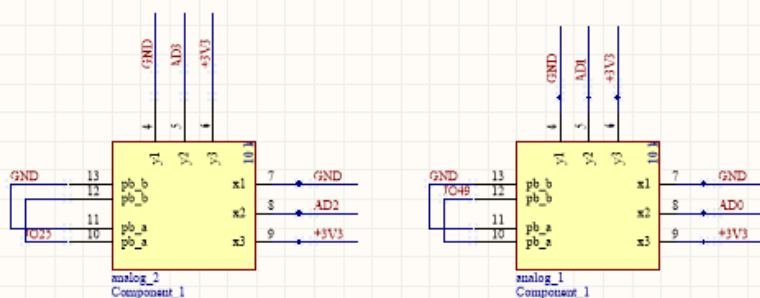 GND AD3 +3V3
GND AD1 +3V3
4 5 6
4 5 6
y1 y2 y3 10 k
y1 y2 y3 10 k
GND 13 pb_b x1 7 GND
12 pb_b
x2 8 AD2
11 pb_a
IO25 10 pb_a x3 9 +3V3
analog_2
Component_1
GND 13 pb_b x1 7 GND
IO49 12 pb_b
x2 8 AD0
11 pb_a
10 pb_a x3 9 +3V3
analog_1
Component_1